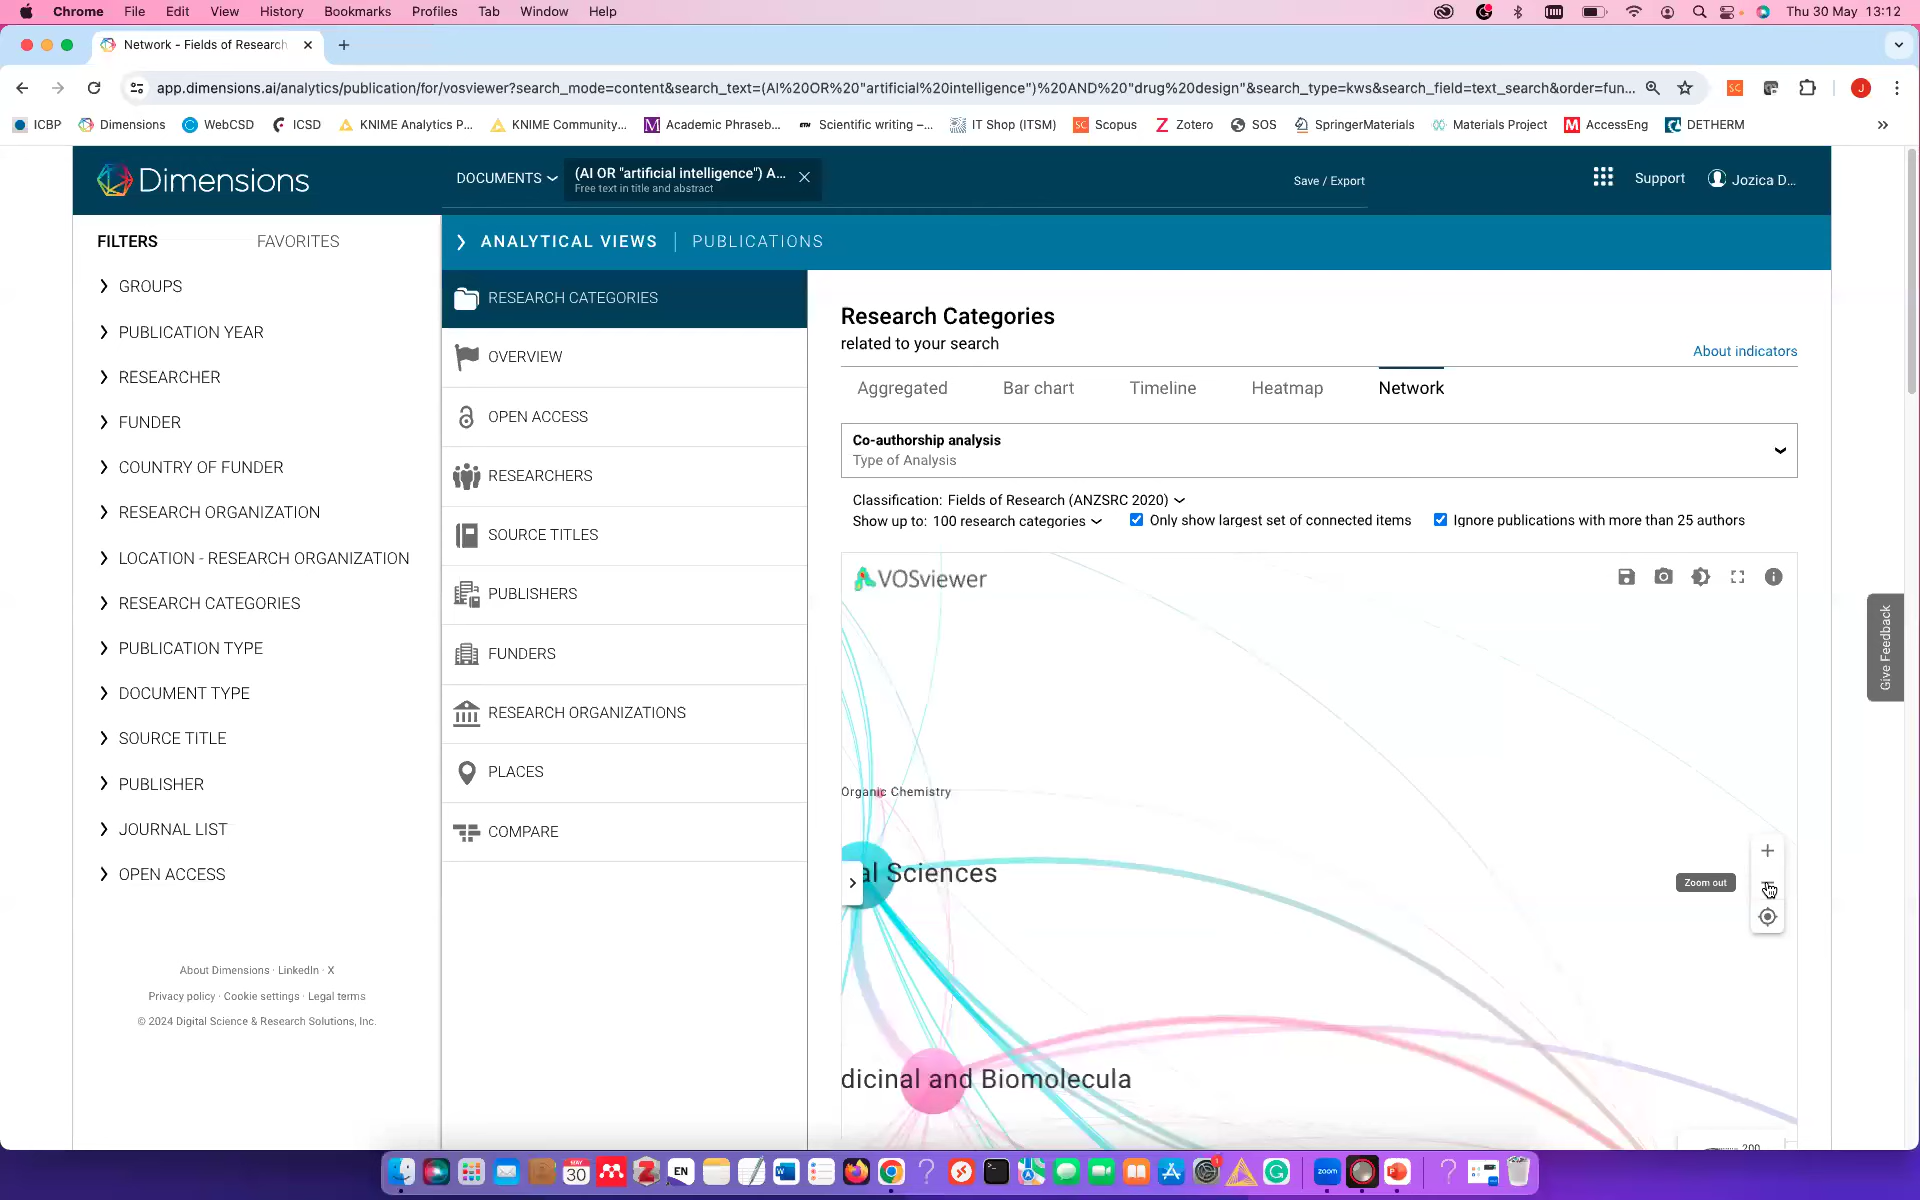 Chrome File Edit View History Bookmarks Profiles Tab Window Help Thu 30 May 13:12
Network - Fields of Research
app.dimensions.ai/analytics/publication/for/vosviewer?search_mode=content&search_text=(AI%20OR%20"artificial%20intelligence")%20AND%20"drug%20design"&search_type=kws&search_field=text_search&order=fun...
J
ICBP Dimensions WebCSD ICSD KNIME Analytics P... KNIME Community... Academic Phraseb... Scientific writing –... IT Shop (ITSM) Scopus Zotero SOS SpringerMaterials Materials Project AccessEng DETHERM
Dimensions
DOCUMENTS
(AI OR "artificial intelligence") A...
Free text in title and abstract
Save / Export
Support
Jozica D...
FILTERS FAVORITES
GROUPS
PUBLICATION YEAR
RESEARCHER
FUNDER
COUNTRY OF FUNDER
RESEARCH ORGANIZATION
LOCATION - RESEARCH ORGANIZATION
RESEARCH CATEGORIES
PUBLICATION TYPE
DOCUMENT TYPE
SOURCE TITLE
PUBLISHER
JOURNAL LIST
OPEN ACCESS
About Dimensions · LinkedIn · X
Privacy policy · Cookie settings · Legal terms
© 2024 Digital Science & Research Solutions, Inc.
ANALYTICAL VIEWS | PUBLICATIONS
RESEARCH CATEGORIES
OVERVIEW
OPEN ACCESS
RESEARCHERS
SOURCE TITLES
PUBLISHERS
FUNDERS
RESEARCH ORGANIZATIONS
PLACES
COMPARE
Research Categories
related to your search
About indicators
Aggregated Bar chart Timeline Heatmap Network
Co-authorship analysis
Type of Analysis
Classification: Fields of Research (ANZSRC 2020)
Show up to: 100 research categories Only show largest set of connected items Ignore publications with more than 25 authors
VOSviewer
Organic Chemistry
al Sciences
Zoom out
dicinal and Biomolecula
200
Give Feedback
MAY
30
EN
zoom